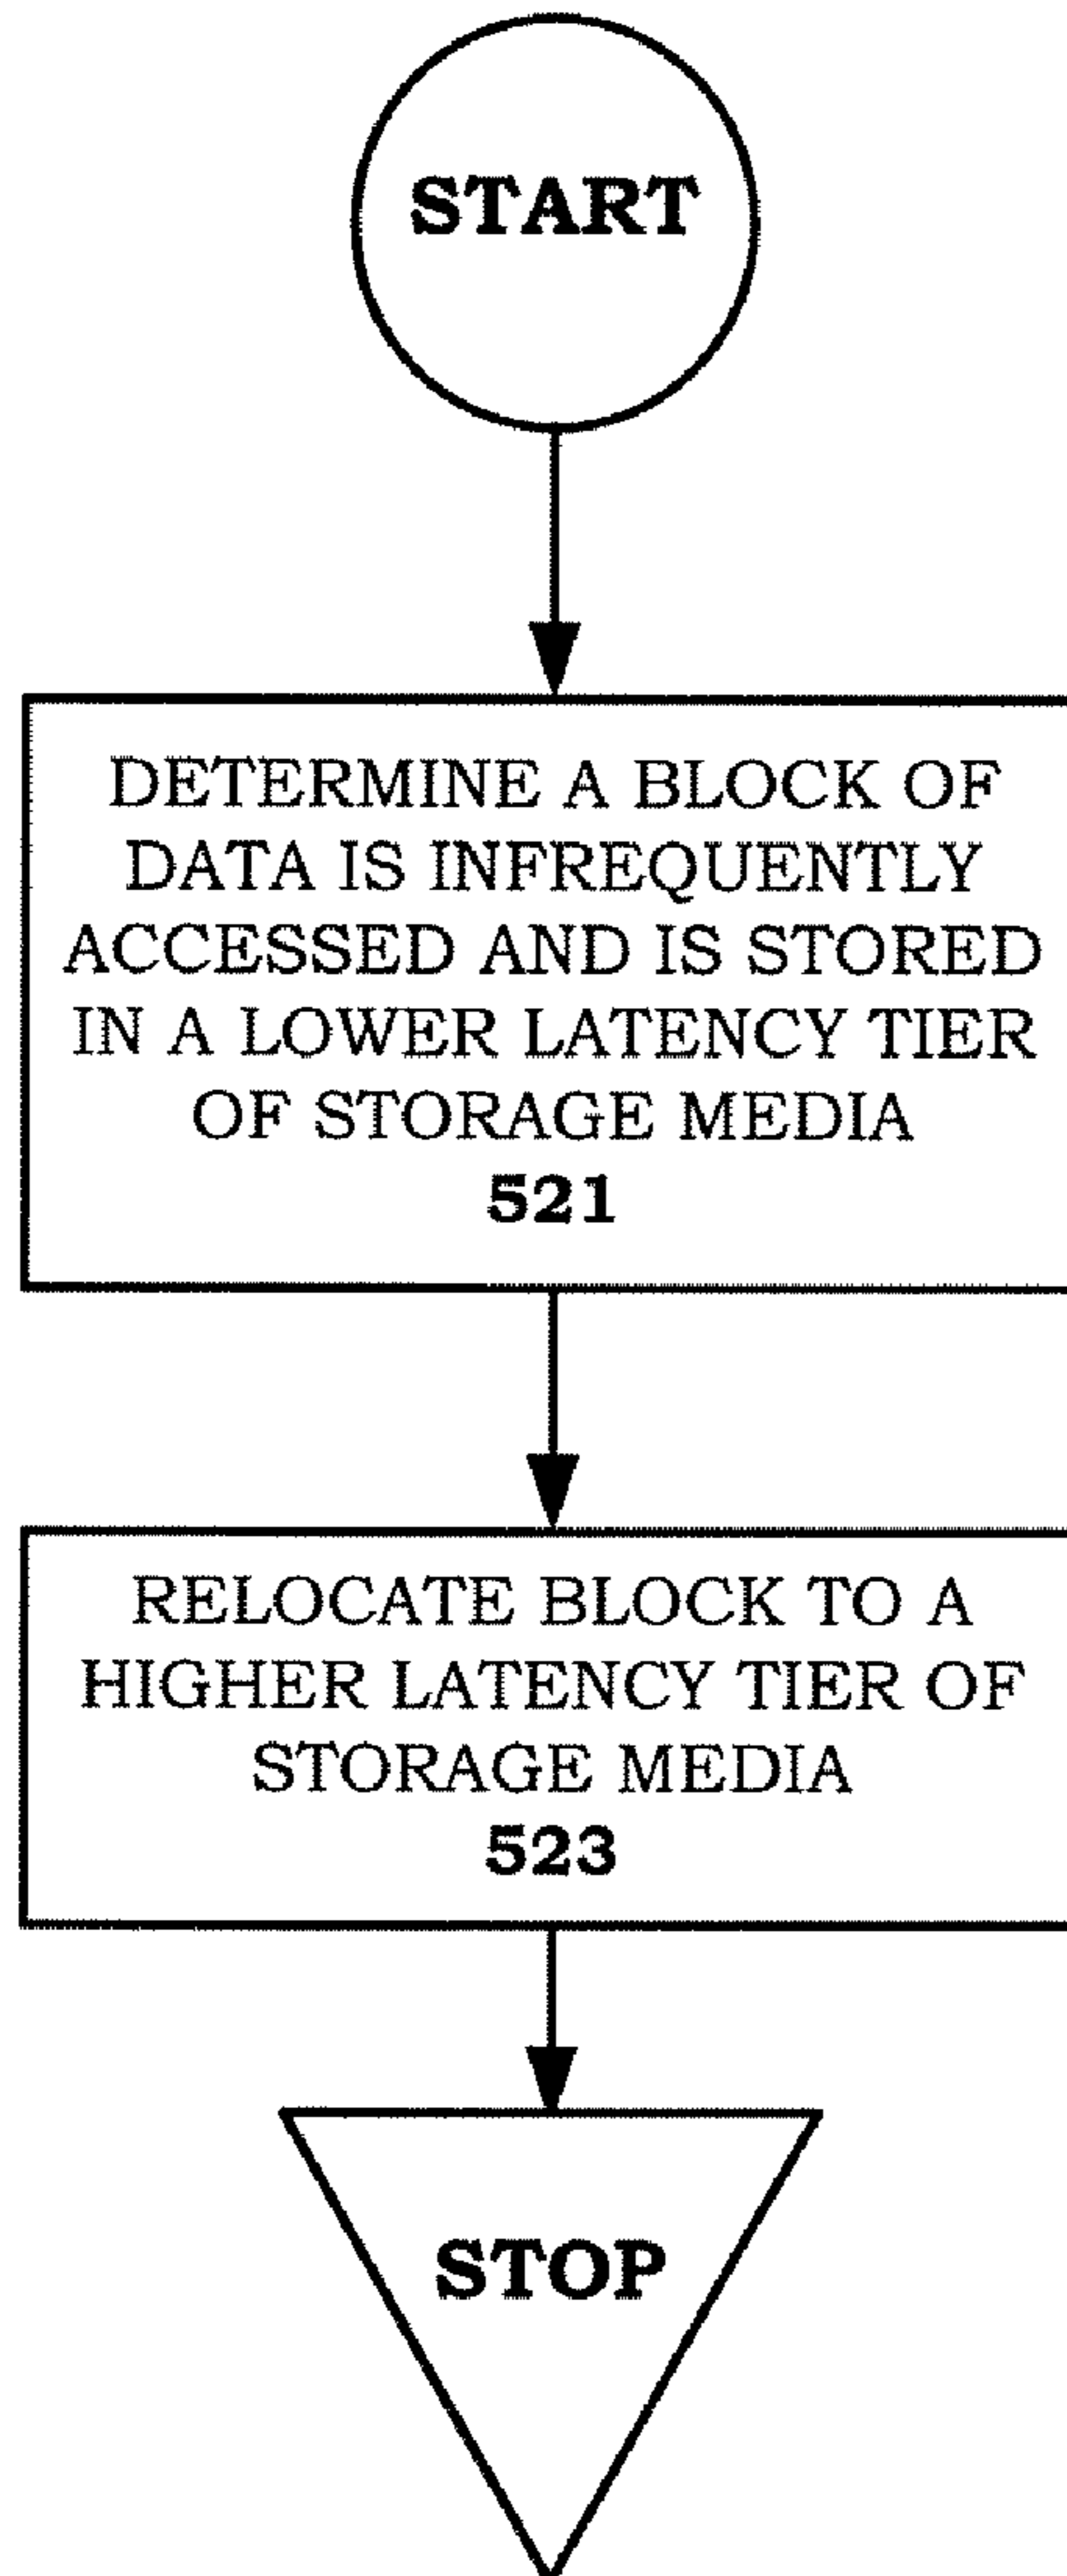 START
DETERMINE A BLOCK OF
DATA IS INFREQUENTLY
ACCESSED AND IS STORED
IN A LOWER LATENCY TIER
OF STORAGE MEDIA
521
RELOCATE BLOCK TO A
HIGHER LATENCY TIER OF
STORAGE MEDIA
523
STOP